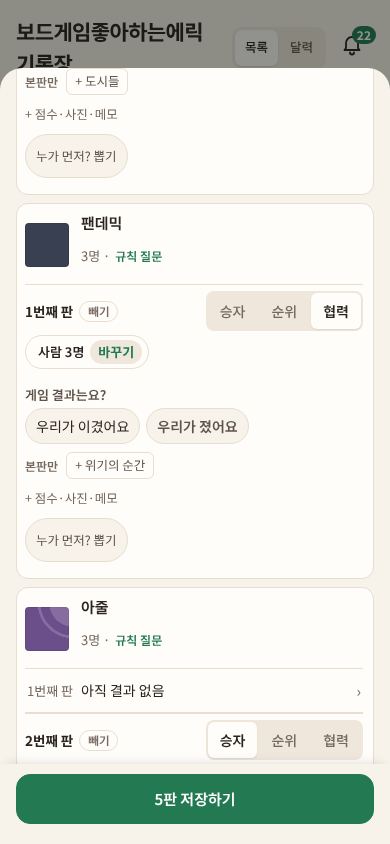 보드게임좋아하는에릭
기록장
목록 달력
22
본판만 + 도시들
+ 점수·사진·메모
누가 먼저? 뽑기
팬데믹
3명 · 규칙 질문
1번째 판 빼기 승자 순위 협력
사람 3명 바꾸기
게임 결과는요?
우리가 이겼어요 우리가 졌어요
본판만 + 위기의 순간
+ 점수·사진·메모
누가 먼저? 뽑기
아줄
3명 · 규칙 질문
1번째 판 아직 결과 없음 ›
2번째 판 빼기 승자 순위 협력
5판 저장하기